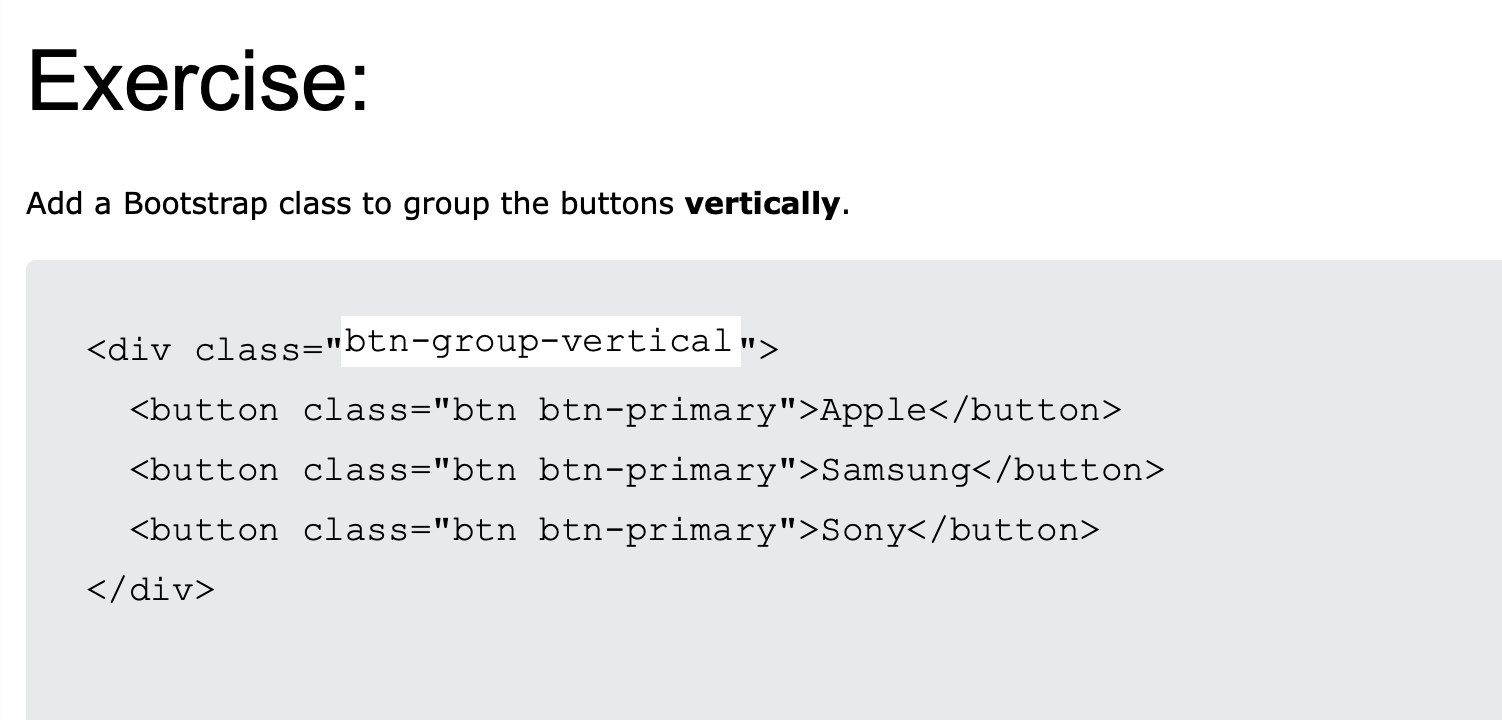 Exercise:
Add a Bootstrap class to group the buttons vertically.
<div class="btn-group-vertical">
  <button class="btn btn-primary">Apple</button>
  <button class="btn btn-primary">Samsung</button>
  <button class="btn btn-primary">Sony</button>
</div>